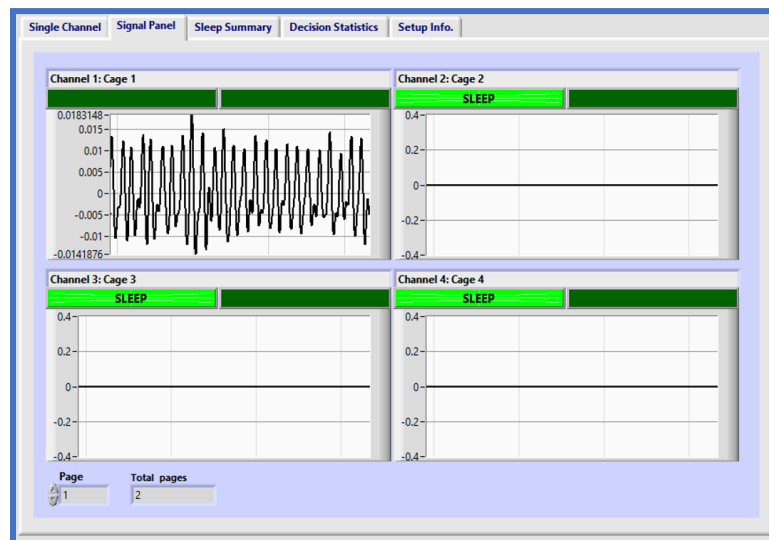 Single Channel Signal Panel Sleep Summary Decision Statistics Setup Info.
Channel 1: Cage 1
0.0183148
0.015
0.01
0.005
0
-0.005
-0.01
-0.0141876
Channel 2: Cage 2
SLEEP
0.4
0.2
0
-0.2
-0.4
Channel 3: Cage 3
SLEEP
0.4
0.2
0
-0.2
-0.4
Channel 4: Cage 4
SLEEP
0.4
0.2
0
-0.2
-0.4
Page Total pages
1 2